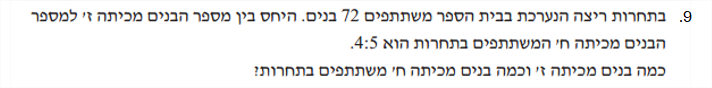 9. בתחרות ריצה הנערכת בבית הספר משתתפים 72 בנים. היחס בין מספר הבנים מכיתה ז׳ למספר
הבנים מכיתה ח׳ המשתתפים בתחרות הוא 4:5.
כמה בנים מכיתה ז׳ וכמה בנים מכיתה ח׳ משתתפים בתחרות?